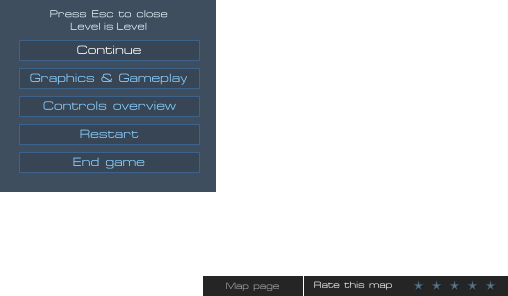 Press Esc to close
Level is Level
Continue
Graphics & Gameplay
Controls overview
Restart
End game
Map page
Rate this map